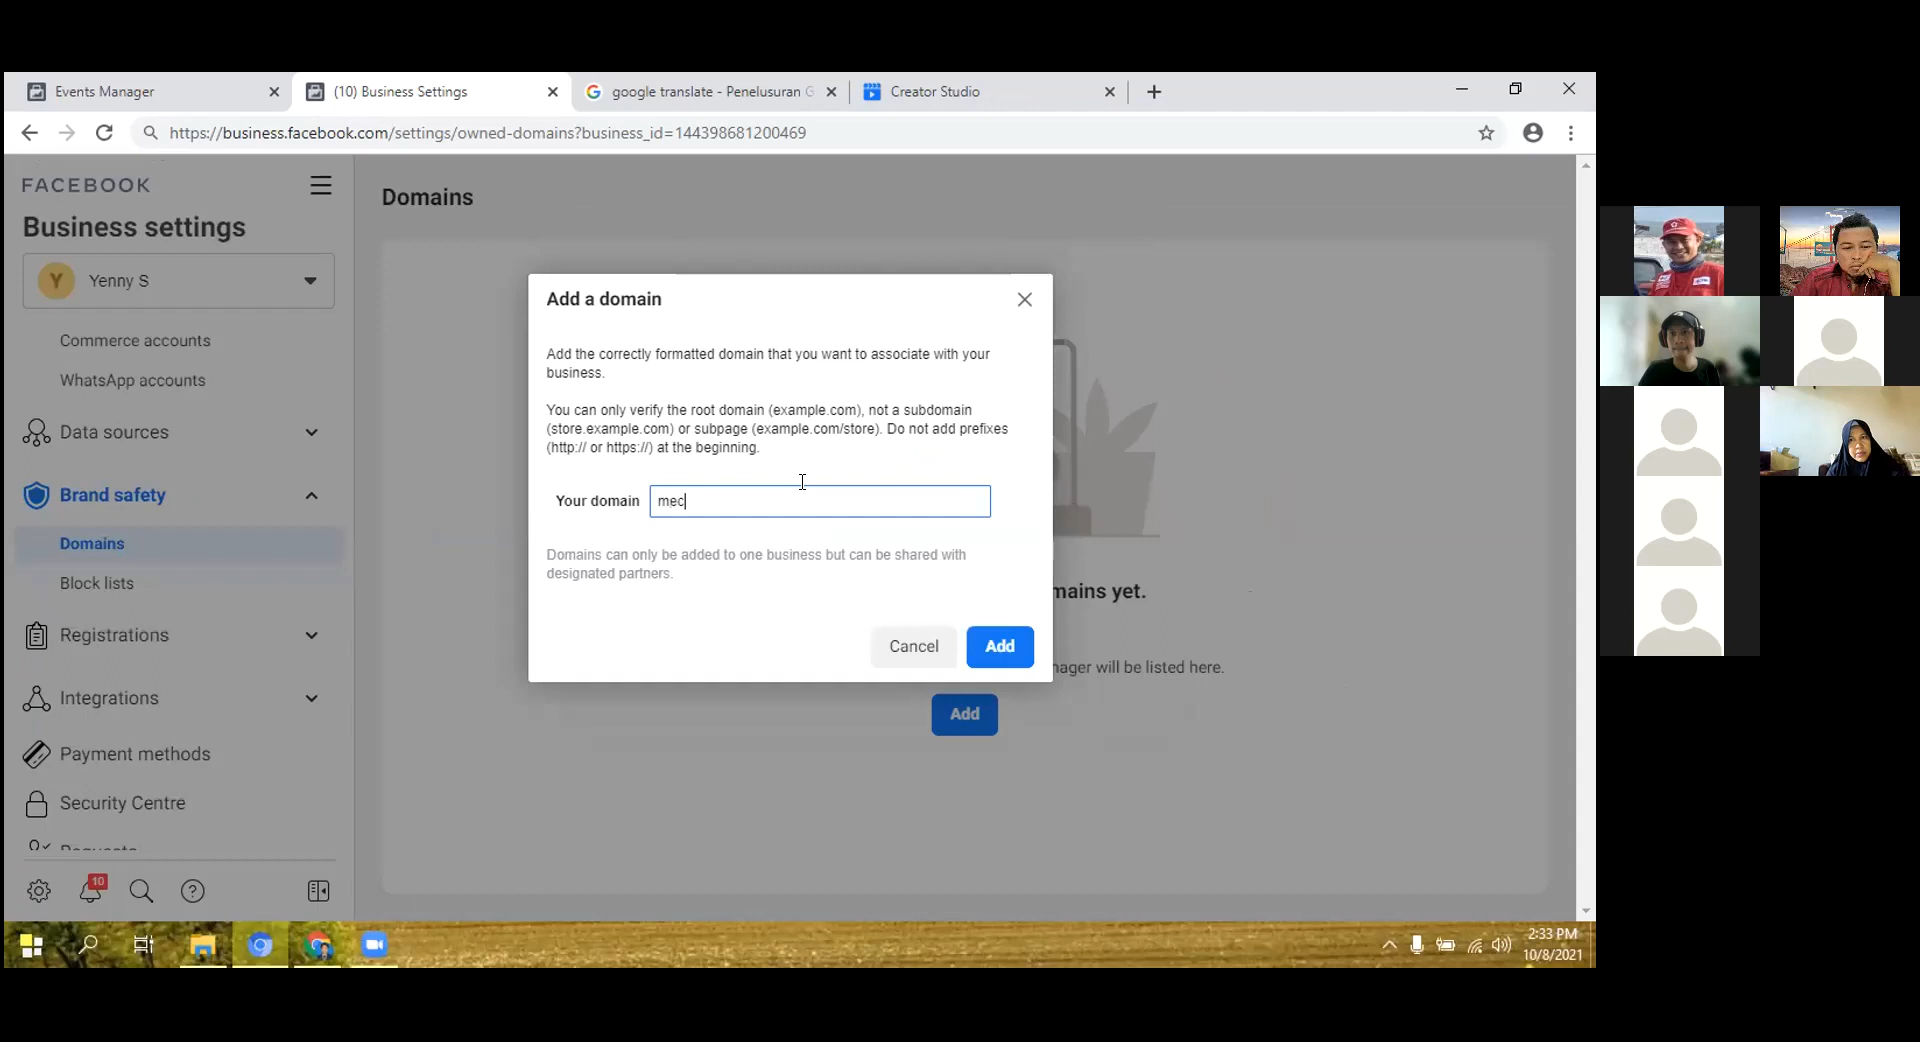 Events Manager
(10) Business Settings
google translate - Penelusuran G
Creator Studio
https://business.facebook.com/settings/owned-domains?business_id=144398681200469
FACEBOOK
Business settings
Y
Yenny S
Commerce accounts
WhatsApp accounts
Data sources
Brand safety
Domains
Block lists
Registrations
Integrations
Payment methods
Security Centre
Requests
10
Domains
Add a domain
Add the correctly formatted domain that you want to associate with your
business.
You can only verify the root domain (example.com), not a subdomain
(store.example.com) or subpage (example.com/store). Do not add prefixes
(http:// or https://) at the beginning.
Your domain
mec
Domains can only be added to one business but can be shared with
designated partners.
Cancel
Add
mains yet.
nager will be listed here.
Add
2:33 PM
10/8/2021